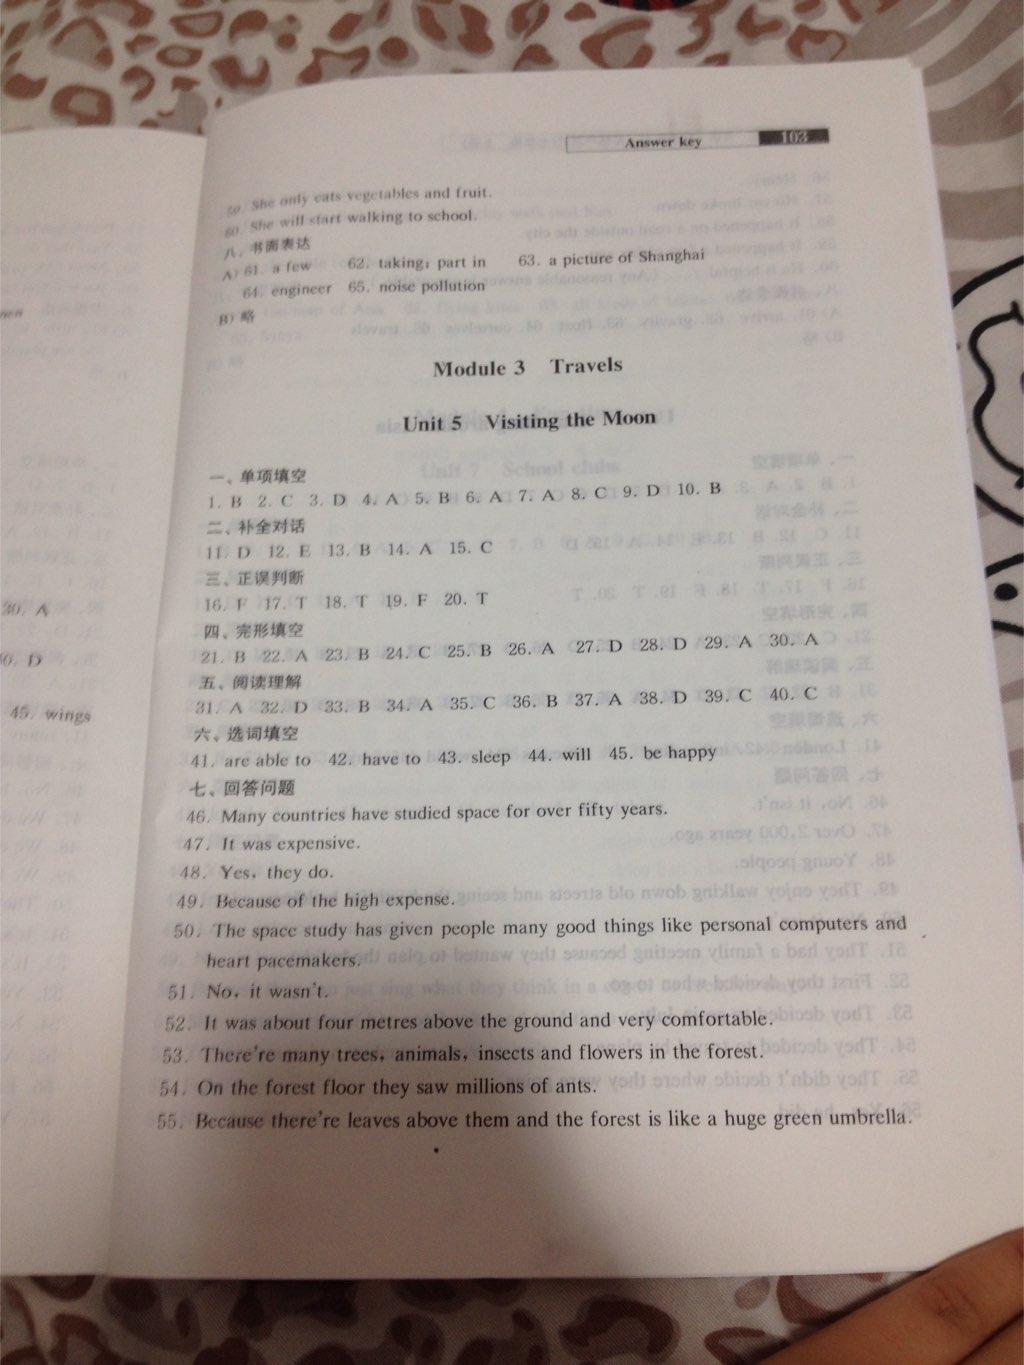 Answer key 103
59. She only eats vegetables and fruit.
60. She will start walking to school.
八、书面表达
A) 61. a few 62. taking, part in 63. a picture of Shanghai
64. engineer 65. noise pollution
B) 略
Module 3 Travels
Unit 5 Visiting the Moon
一、单项填空
1. B 2. C 3. D 4. A 5. B 6. A 7. A 8. C 9. D 10. B
二、补全对话
11. D 12. E 13. B 14. A 15. C
三、正误判断
16. F 17. T 18. T 19. F 20. T
四、完形填空
21. B 22. A 23. B 24. C 25. B 26. A 27. D 28. D 29. A 30. A
五、阅读理解
31. A 32. D 33. B 34. A 35. C 36. B 37. A 38. D 39. C 40. C
六、选词填空
41. are able to 42. have to 43. sleep 44. will 45. be happy
七、回答问题
46. Many countries have studied space for over fifty years.
47. It was expensive.
48. Yes, they do.
49. Because of the high expense.
50. The space study has given people many good things like personal computers and
heart pacemakers.
51. No, it wasn't.
52. It was about four metres above the ground and very comfortable.
53. There're many trees, animals, insects and flowers in the forest.
54. On the forest floor they saw millions of ants.
55. Because there're leaves above them and the forest is like a huge green umbrella.
30. A
0. D
45. wings